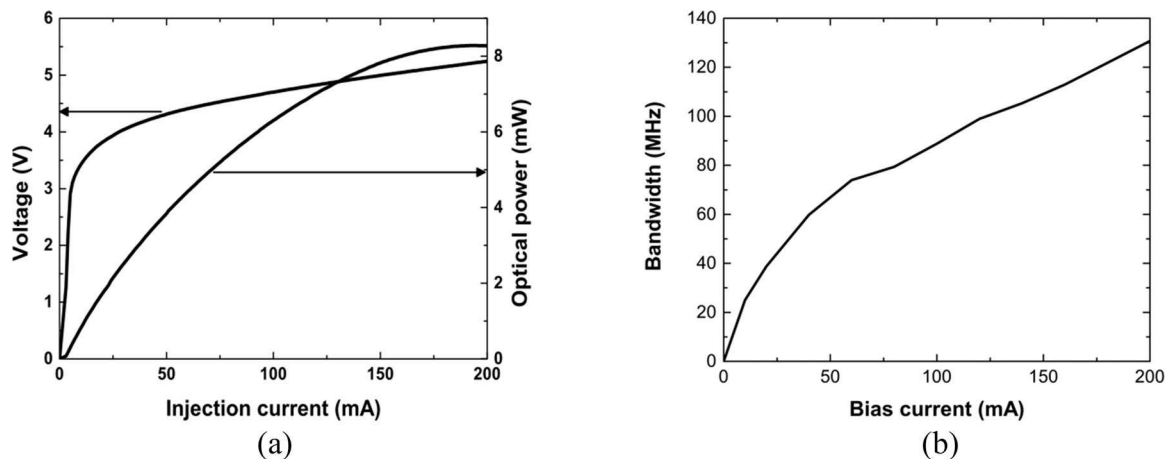 6
5
4
3
2
1
0
Voltage (V)
8
6
4
2
0
Optical power (mW)
0 50 100 150 200
Injection current (mA)
(a)
140
120
100
80
60
40
20
0
Bandwidth (MHz)
0 50 100 150 200
Bias current (mA)
(b)